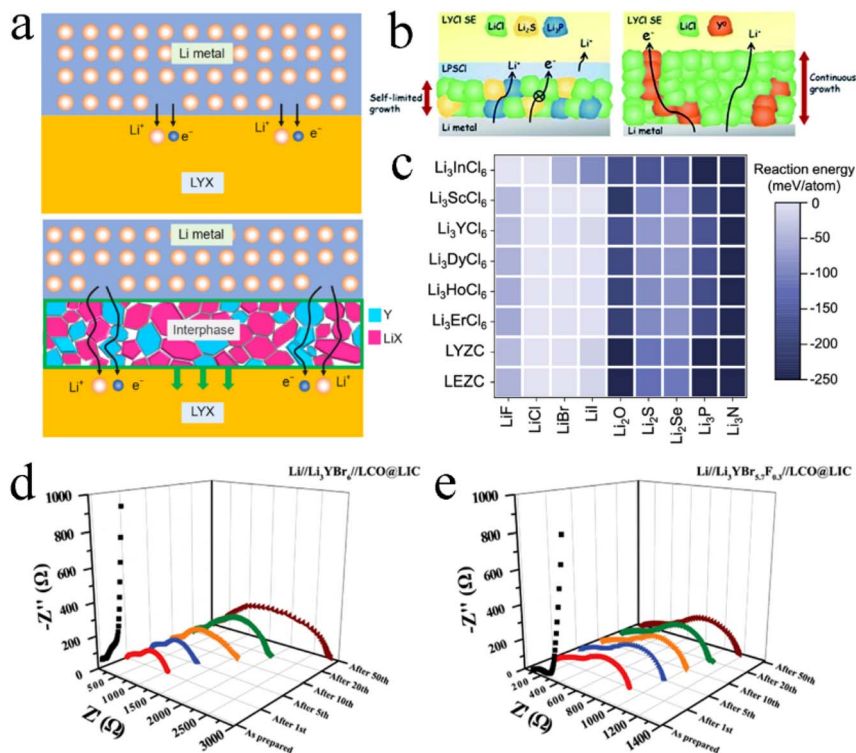 a
Li metal
Li⁺
e⁻
Li⁺
e⁻
LYX
Li metal
Interphase
Y
LiX
Li⁺
e⁻
e⁻
Li⁺
LYX
b
LYCl SE
LiCl
Li₂S
Li₃P
LPSCl
Li⁺
e⁻
Li⁺
Self-limited
growth
Li metal
LYCl SE
LiCl
Y⁰
e⁻
Li⁺
Continuous
growth
Li metal
c
Li₃InCl₆
Li₃ScCl₆
Li₃YCl₆
Li₃DyCl₆
Li₃HoCl₆
Li₃ErCl₆
LYZC
LEZC
LiF
LiCl
LiBr
LiI
Li₂O
Li₂S
Li₂Se
Li₃P
Li₃N
Reaction energy
(meV/atom)
0
-50
-100
-150
-200
-250
d
Li//Li₃YBr₆//LCO@LIC
-Z'' (Ω)
1000
800
600
400
200
0
500
1000
1500
2000
2500
3000
Z' (Ω)
As prepared
After 1st
After 5th
After 10th
After 20th
After 50th
e
Li//Li₃YBr₅.₇F₀.₃//LCO@LIC
-Z'' (Ω)
1000
800
600
400
200
0
200
400
600
800
1000
1200
1400
Z' (Ω)
As prepared
After 1st
After 5th
After 10th
After 20th
After 50th